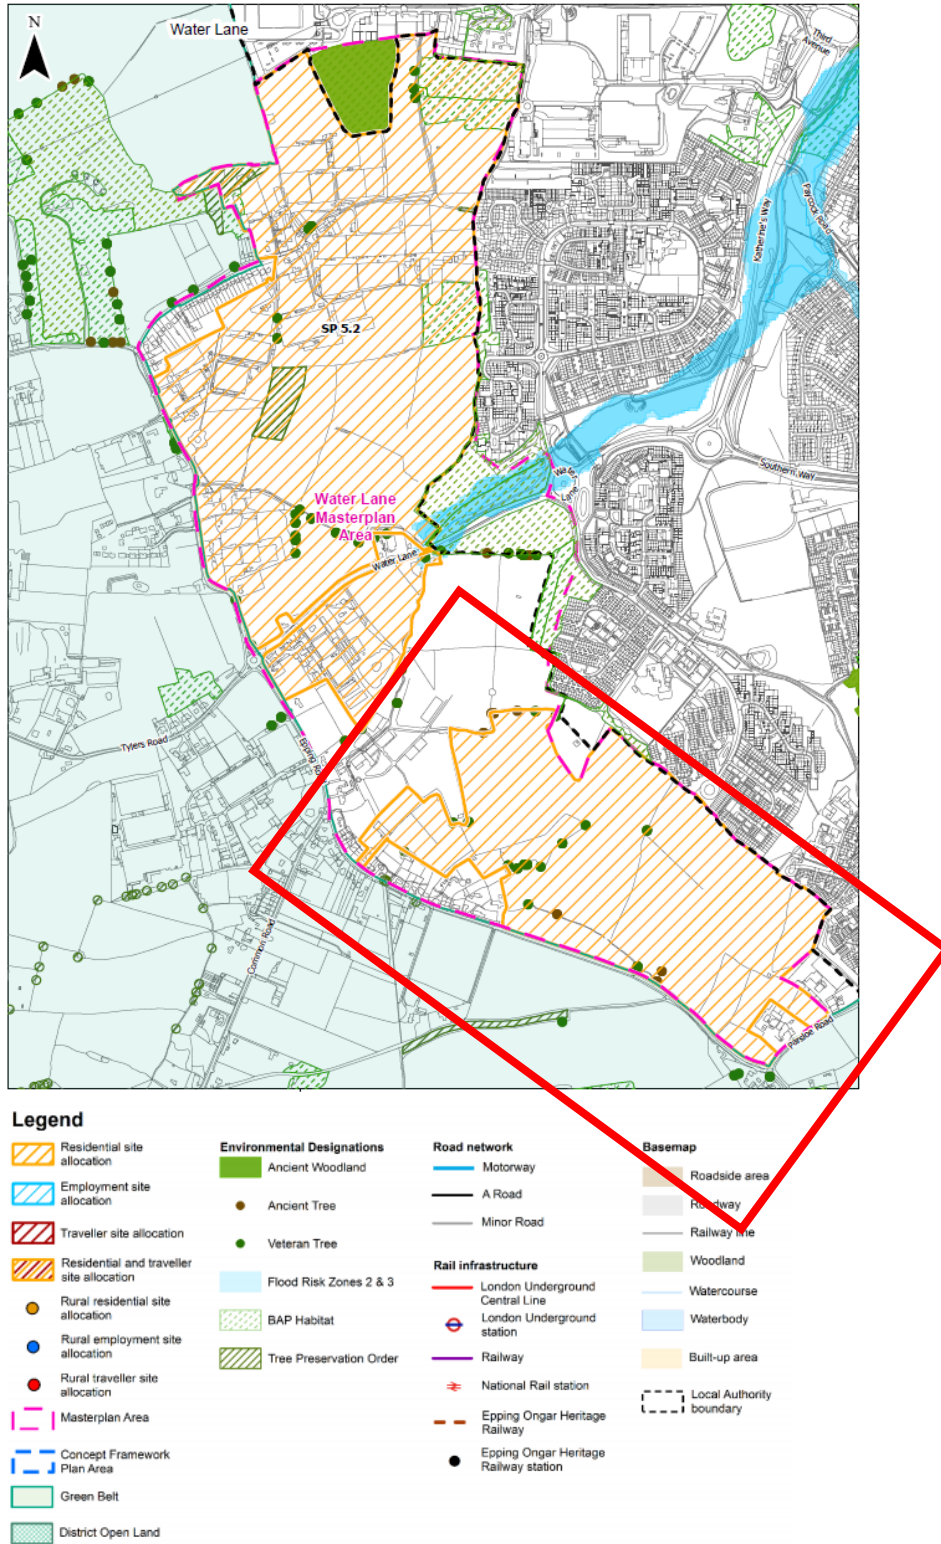 N
Water Lane
Third
Avenue
Katherine's Way
Parsloe Road
SP 5.2
Southern Way
Water
Lane
Water Lane
Masterplan
Area
Water Lane
Tylers Road
Epping Ro
Common Road
Parsloe Road
Legend
Residential site
allocation
Employment site
allocation
Traveller site allocation
Residential and traveller
site allocation
Rural residential site
allocation
Rural employment site
allocation
Rural traveller site
allocation
Masterplan Area
Concept Framework
Plan Area
Green Belt
District Open Land
Environmental Designations
Ancient Woodland
Ancient Tree
Veteran Tree
Flood Risk Zones 2 & 3
BAP Habitat
Tree Preservation Order
Road network
Motorway
A Road
Minor Road
Rail infrastructure
London Underground
Central Line
London Underground
station
Railway
National Rail station
Epping Ongar Heritage
Railway
Epping Ongar Heritage
Railway station
Basemap
Roadside area
Roadway
Railway line
Woodland
Watercourse
Waterbody
Built-up area
Local Authority
boundary